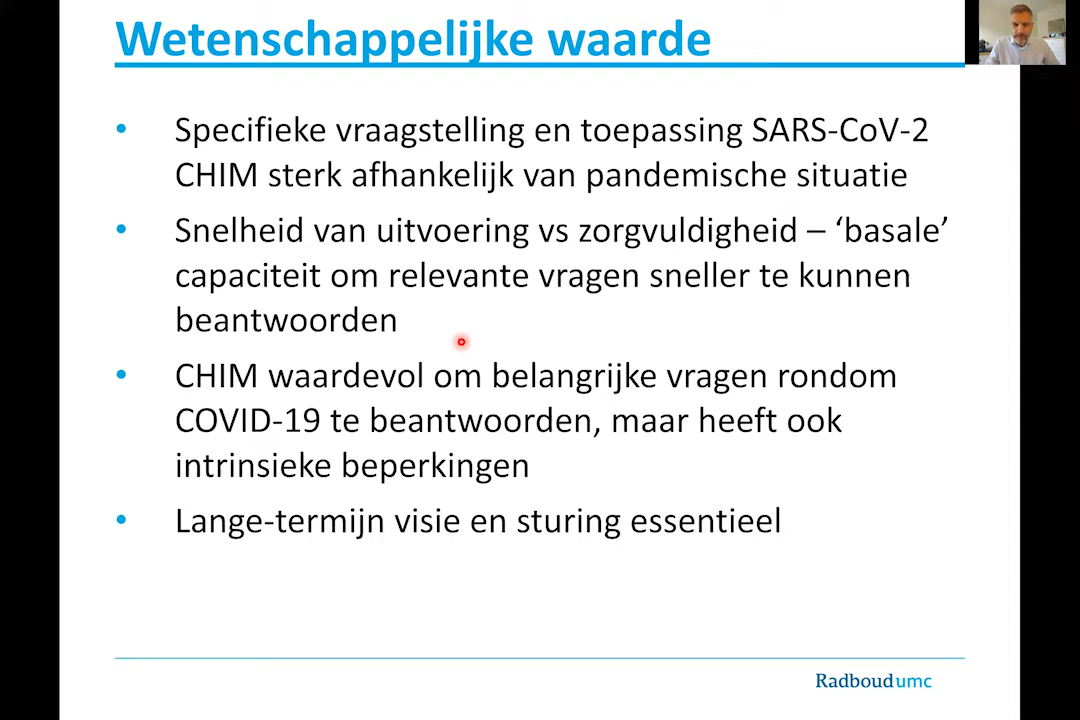 Wetenschappelijke waarde
• Specifieke vraagstelling en toepassing SARS-CoV-2
CHIM sterk afhankelijk van pandemische situatie
• Snelheid van uitvoering vs zorgvuldigheid – ‘basale’
capaciteit om relevante vragen sneller te kunnen
beantwoorden
• CHIM waardevol om belangrijke vragen rondom
COVID-19 te beantwoorden, maar heeft ook
intrinsieke beperkingen
• Lange-termijn visie en sturing essentieel
Radboudumc